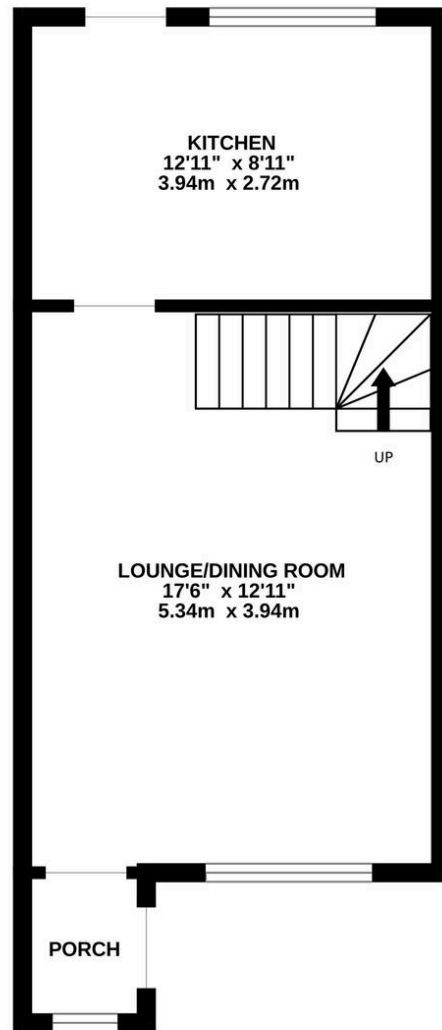 KITCHEN
12'11" x 8'11"
3.94m x 2.72m
UP
LOUNGE/DINING ROOM
17'6" x 12'11"
5.34m x 3.94m
PORCH